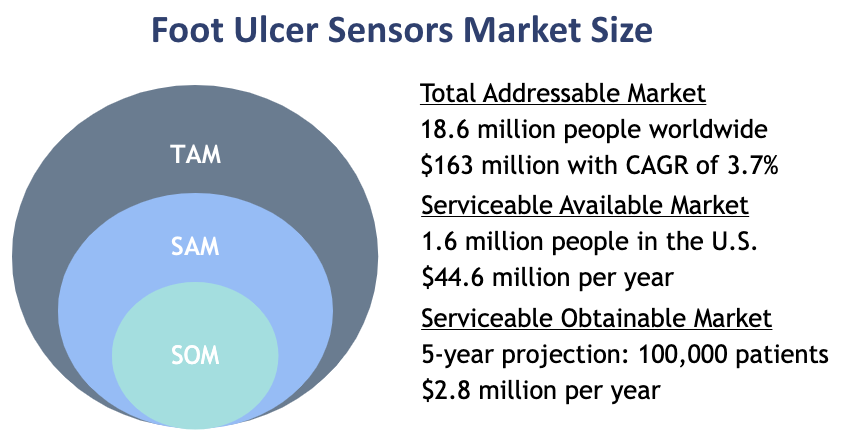 Foot Ulcer Sensors Market Size
TAM
SAM
SOM
Total Addressable Market
18.6 million people worldwide
$163 million with CAGR of 3.7%
Serviceable Available Market
1.6 million people in the U.S.
$44.6 million per year
Serviceable Obtainable Market
5-year projection: 100,000 patients
$2.8 million per year